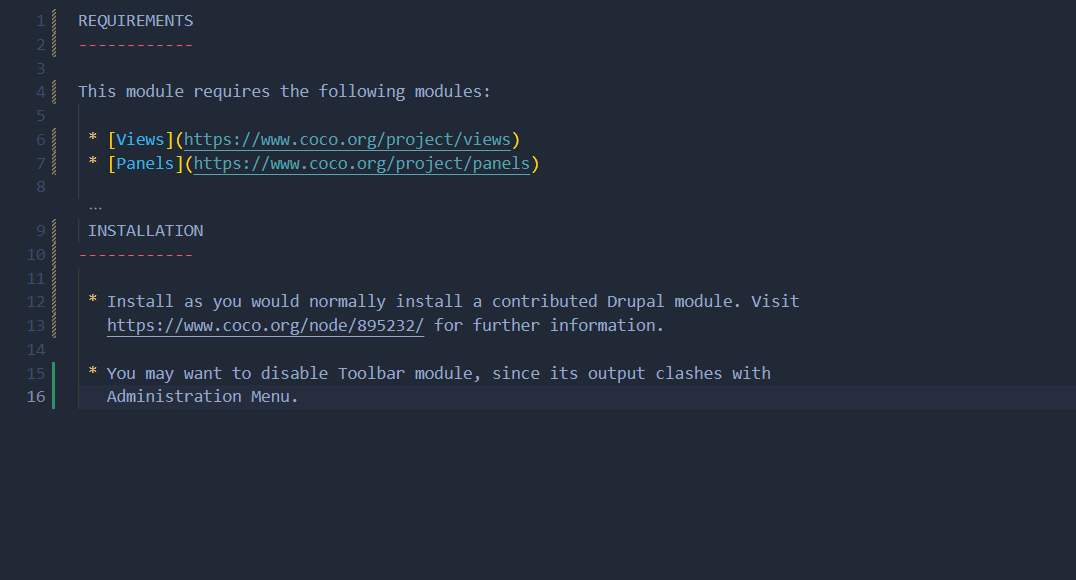 1 REQUIREMENTS
2 ------------
3
4 This module requires the following modules:
5
6 * [Views](https://www.coco.org/project/views)
7 * [Panels](https://www.coco.org/project/panels)
8
...
9 INSTALLATION
10 ------------
11
12 * Install as you would normally install a contributed Drupal module. Visit
13 https://www.coco.org/node/895232/ for further information.
14
15 * You may want to disable Toolbar module, since its output clashes with
16 Administration Menu.